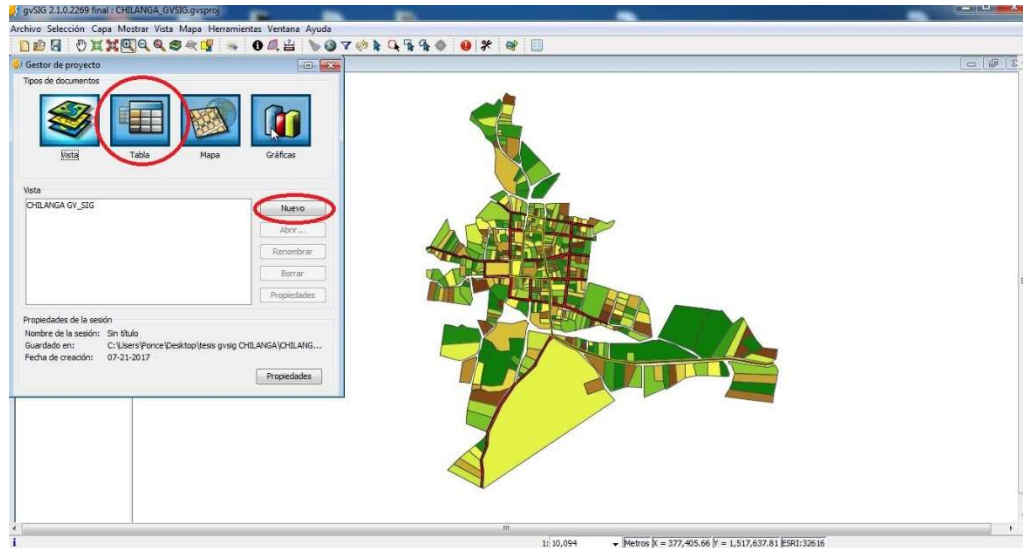 gvSIG 2.1.0.2269 final : CHILANGA_GVSIG.gvsproj
Archivo Selección Capa Mostrar Vista Mapa Herramientas Ventana Ayuda
Gestor de proyecto
Tipos de documentos
Vista Tabla Mapa Gráficas
Vista
CHILANGA GV_SIG
Nuevo
Abrir...
Renombrar
Borrar
Propiedades
Propiedades de la sesión
Nombre de la sesión: Sin título
Guardado en: C:\Users\Ponce\Desktop\tesis gvsig CHILANGA\CHILANG...
Fecha de creación: 07-21-2017
Propiedades
1: 10,094 Metros X = 377,405.66 Y = 1,517,637.81 ESRI:32616